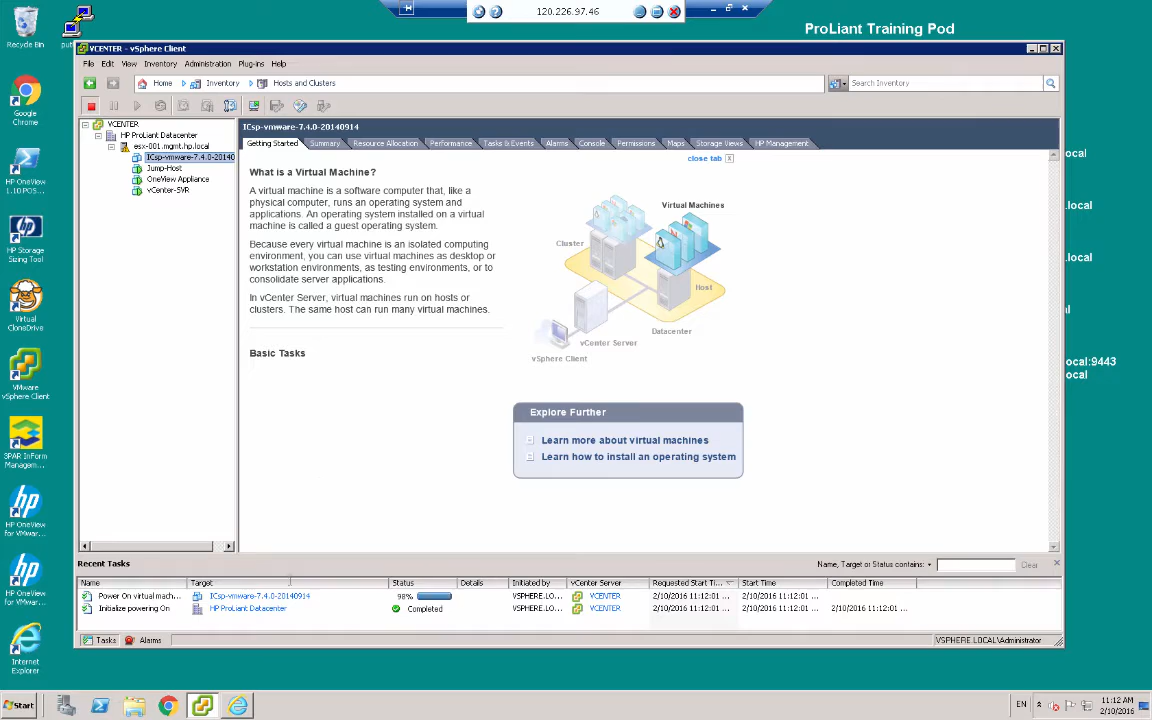 120.226.97.46
ProLiant Training Pod
Recycle Bin
Google Chrome
HP OneView 1.10 POS...
HP Storage Sizing Tool
Virtual CloneDrive
VMware vSphere Client
3PAR InForm Managem...
HP OneView for VMwar...
HP OneView for VMwar...
Internet Explorer
VCENTER - vSphere Client
File Edit View Inventory Administration Plug-ins Help
Home Inventory Hosts and Clusters
Search Inventory
VCENTER
HP ProLiant Datacenter
esx-001.mgmt.hp.local
ICsp-vmware-7.4.0-20140
Jump-Host
OneView Appliance
vCenter-SVR
ICsp-vmware-7.4.0-20140914
Getting Started Summary Resource Allocation Performance Tasks & Events Alarms Console Permissions Maps Storage Views HP Management
close tab
What is a Virtual Machine?
A virtual machine is a software computer that, like a
physical computer, runs an operating system and
applications. An operating system installed on a virtual
machine is called a guest operating system.
Because every virtual machine is an isolated computing
environment, you can use virtual machines as desktop or
workstation environments, as testing environments, or to
consolidate server applications.
In vCenter Server, virtual machines run on hosts or
clusters. The same host can run many virtual machines.
Basic Tasks
Virtual Machines
Cluster
Host
Datacenter
vCenter Server
vSphere Client
Explore Further
Learn more about virtual machines
Learn how to install an operating system
ocal
.local
.local
ocal:9443
ocal
Recent Tasks
Name, Target or Status contains:
Clear
Name Target Status Details Initiated by vCenter Server Requested Start Ti... Start Time Completed Time
Power On virtual mach... ICsp-vmware-7.4.0-20140914 98% VSPHERE.LO... VCENTER 2/10/2016 11:12:01 ... 2/10/2016 11:12:01 ...
Initialize powering On HP ProLiant Datacenter Completed VSPHERE.LO... VCENTER 2/10/2016 11:12:01 ... 2/10/2016 11:12:01 ... 2/10/2016 11:12:01 ...
Tasks Alarms
VSPHERE.LOCAL\Administrator
Start
EN
11:12 AM
2/10/2016